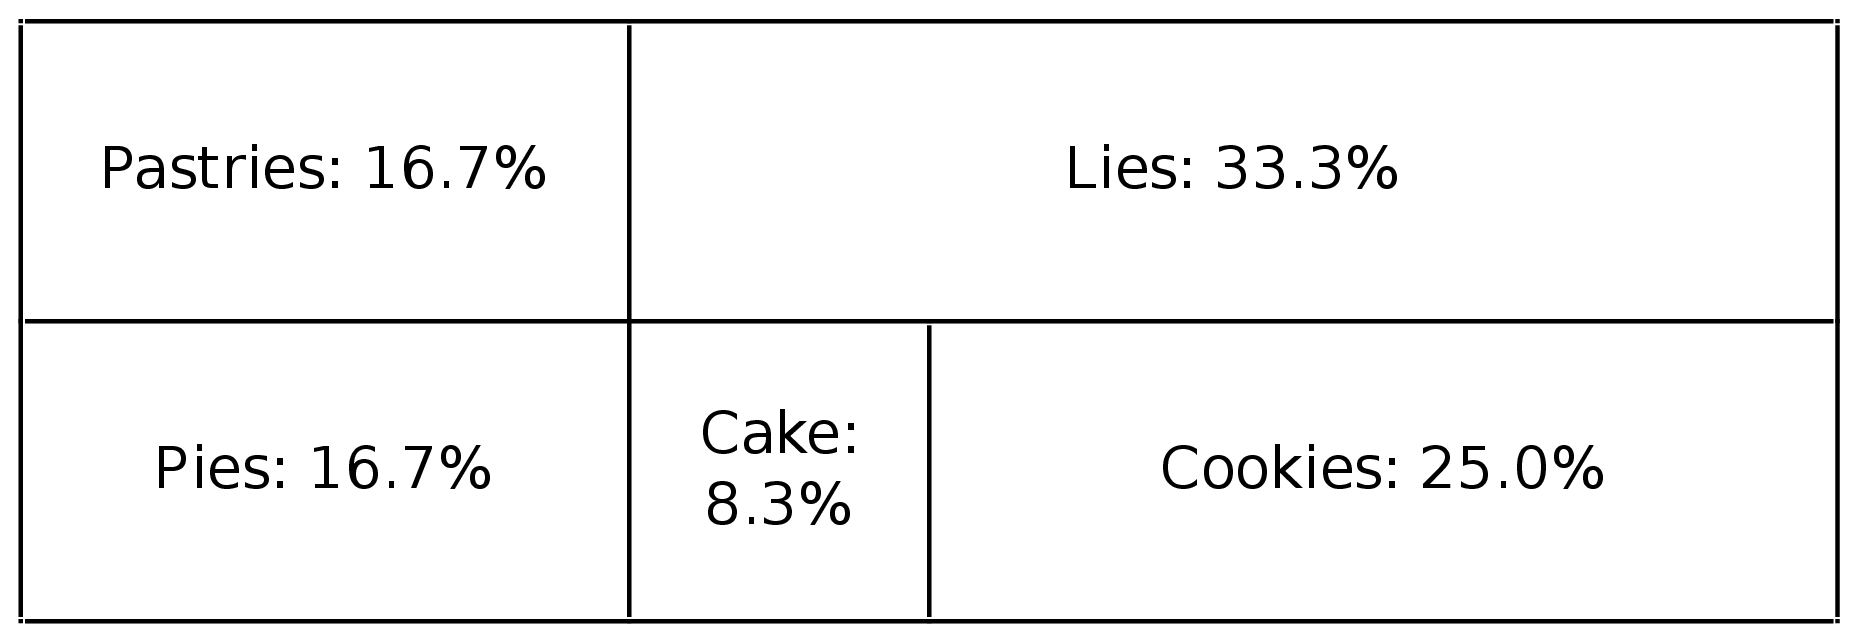 Pastries: 16.7%
Lies: 33.3%
Pies: 16.7%
Cake:
8.3%
Cookies: 25.0%